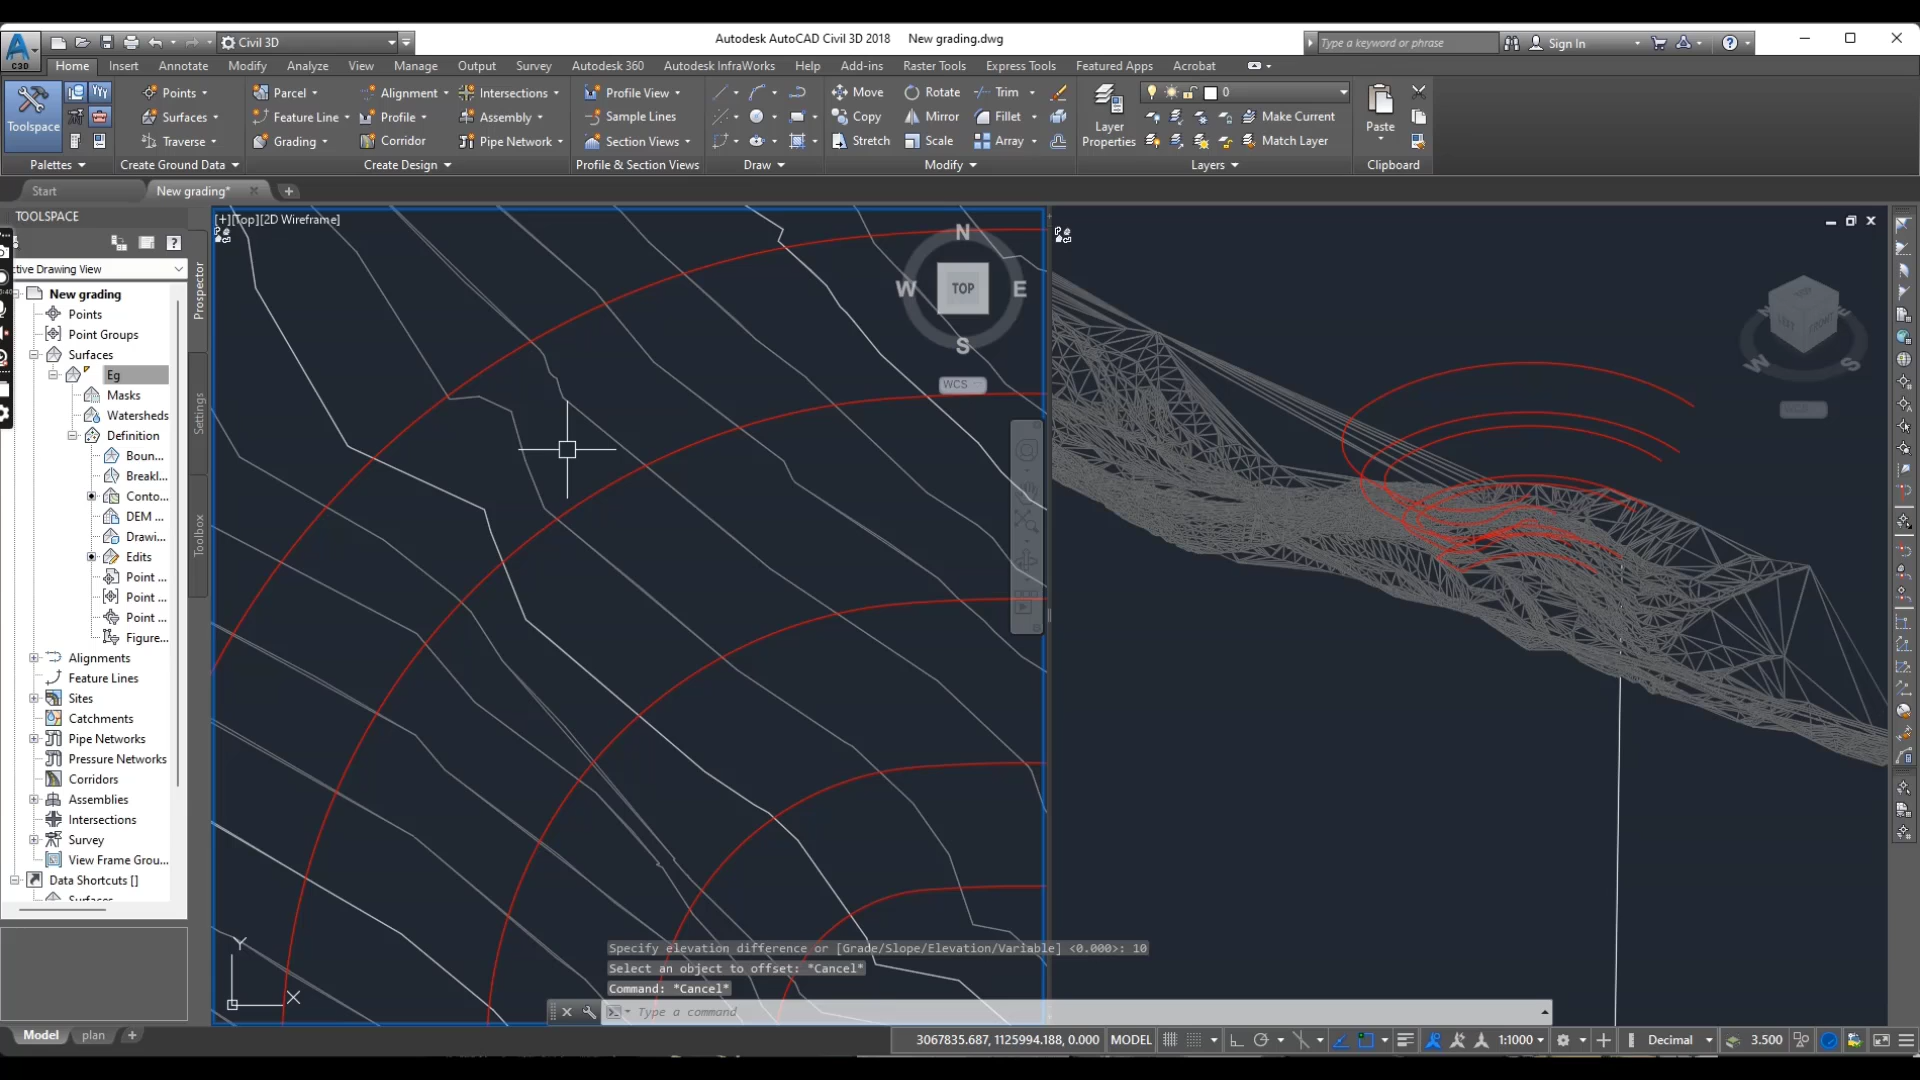 Civil 3D
Autodesk AutoCAD Civil 3D 2018 New grading.dwg
Type a keyword or phrase
Sign In
C3D
Home Insert Annotate Modify Analyze View Manage Output Survey Autodesk 360 Autodesk InfraWorks Help Add-ins Raster Tools Express Tools Featured Apps Acrobat
Points Parcel Alignment Intersections Profile View Move Rotate Trim 0
Toolspace Surfaces Feature Line Profile Assembly Sample Lines Copy Mirror Fillet Layer Properties Make Current Paste
Traverse Grading Corridor Pipe Network Section Views Stretch Scale Array Match Layer
Palettes Create Ground Data Create Design Profile & Section Views Draw Modify Layers Clipboard
Start New grading*
TOOLSPACE
[+][Top][2D Wireframe]
ctive Drawing View
New grading
Points
Point Groups
Surfaces
Eg
Masks
Watersheds
Definition
Boun...
Breakl...
Conto...
DEM ...
Drawi...
Edits
Point ...
Point ...
Point ...
Figure...
Alignments
Feature Lines
Sites
Catchments
Pipe Networks
Pressure Networks
Corridors
Assemblies
Intersections
Survey
View Frame Grou...
Data Shortcuts []
Surfaces
Prospector
Settings
Toolbox
N
W TOP E
S
WCS
TOP
LEFT FRONT
W S
Y
X
Specify elevation difference or [Grade/Slope/Elevation/Variable] <0.000>: 10
Select an object to offset: *Cancel*
Command: *Cancel*
Type a command
Model plan
3067835.687, 1125994.188, 0.000 MODEL 1:1000 Decimal 3.500